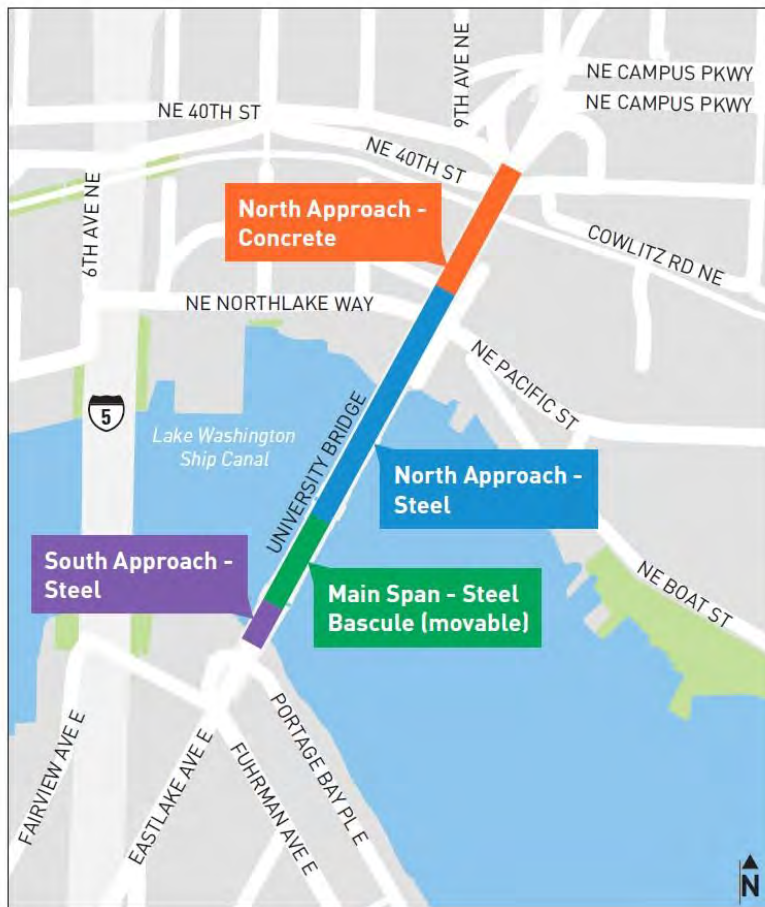 NE CAMPUS PKWY
NE CAMPUS PKWY
9TH AVE NE
NE 40TH ST
NE 40TH ST
6TH AVE NE
North Approach -
Concrete
COWLITZ RD NE
NE NORTHLAKE WAY
NE PACIFIC ST
5
Lake Washington
Ship Canal
UNIVERSITY BRIDGE
North Approach -
Steel
South Approach -
Steel
Main Span - Steel
Bascule (movable)
NE BOAT ST
FAIRVIEW AVE E
EASTLAKE AVE E
FUHRMAN AVE E
PORTAGE BAY PL E
N